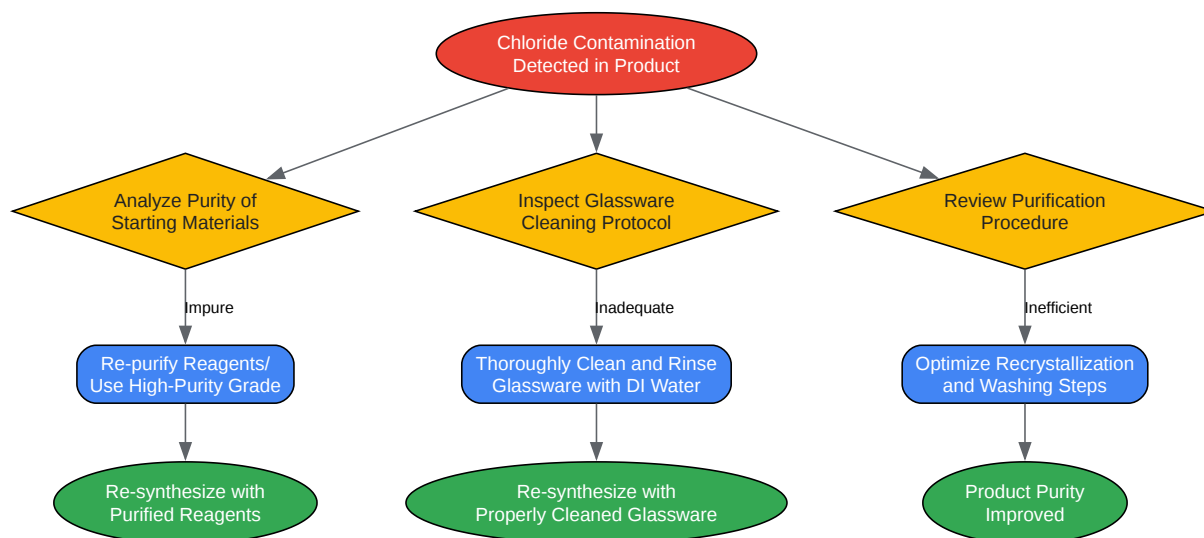 Chloride Contamination
Detected in Product
Analyze Purity of
Starting Materials
Inspect Glassware
Cleaning Protocol
Review Purification
Procedure
Impure
Inadequate
Inefficient
Re-purify Reagents/
Use High-Purity Grade
Thoroughly Clean and Rinse
Glassware with DI Water
Optimize Recrystallization
and Washing Steps
Re-synthesize with
Purified Reagents
Re-synthesize with
Properly Cleaned Glassware
Product Purity
Improved